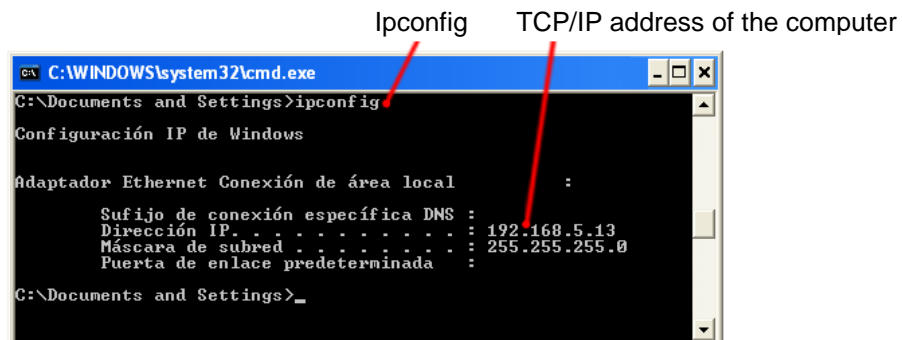 Ipconfig TCP/IP address of the computer
C:\WINDOWS\system32\cmd.exe
C:\Documents and Settings>ipconfig
Configuración IP de Windows
Adaptador Ethernet Conexión de área local :
Sufijo de conexión específica DNS :
Dirección IP. . . . . . . . . . . : 192.168.5.13
Máscara de subred . . . . . . . . : 255.255.255.0
Puerta de enlace predeterminada :
C:\Documents and Settings>_